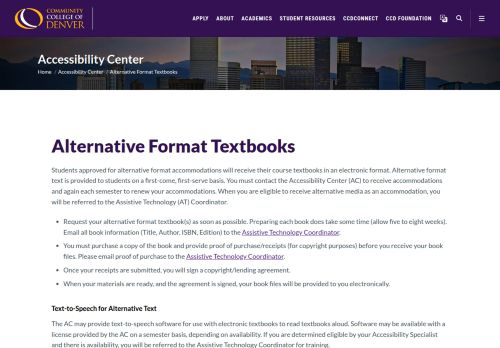 COMMUNITY
COLLEGE OF
DENVER
APPLY ABOUT ACADEMICS STUDENT RESOURCES CCDCONNECT CCD FOUNDATION
Accessibility Center
Home / Accessibility Center / Alternative Format Textbooks
Alternative Format Textbooks
Students approved for alternative format accommodations will receive their course textbooks in an electronic format. Alternative format
text is provided to students on a first-come, first-serve basis. You must contact the Accessibility Center (AC) to receive accommodations
and again each semester to renew your accommodations. When you are eligible to receive alternative media as an accommodation, you
will be referred to the Assistive Technology (AT) Coordinator.
• Request your alternative format textbook(s) as soon as possible. Preparing each book does take some time (allow five to eight weeks).
Email all book information (Title, Author, ISBN, Edition) to the Assistive Technology Coordinator.
• You must purchase a copy of the book and provide proof of purchase/receipts (for copyright purposes) before you receive your book
files. Please email proof of purchase to the Assistive Technology Coordinator.
• Once your receipts are submitted, you will sign a copyright/lending agreement.
• When your materials are ready, and the agreement is signed, your book files will be provided to you electronically.
Text-to-Speech for Alternative Text
The AC may provide text-to-speech software for use with electronic textbooks to read textbooks aloud. Software may be available with a
license provided by the AC on a semester basis, depending on availability. If you are determined eligible by your Accessibility Specialist
and there is availability, you will be referred to the Assistive Technology Coordinator for training.